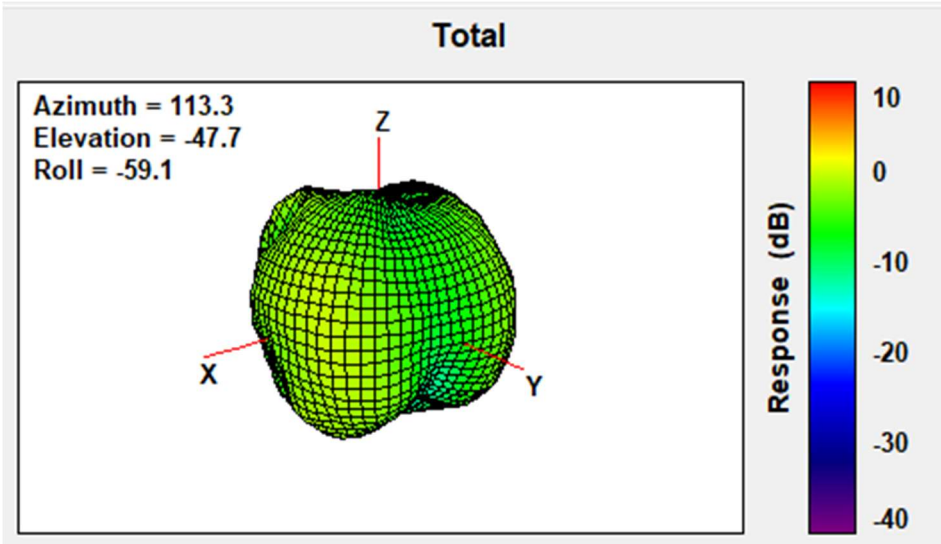 Total
Azimuth = 113.3
Elevation = -47.7
Roll = -59.1
Z
X
Y
Response (dB)
10
0
-10
-20
-30
-40